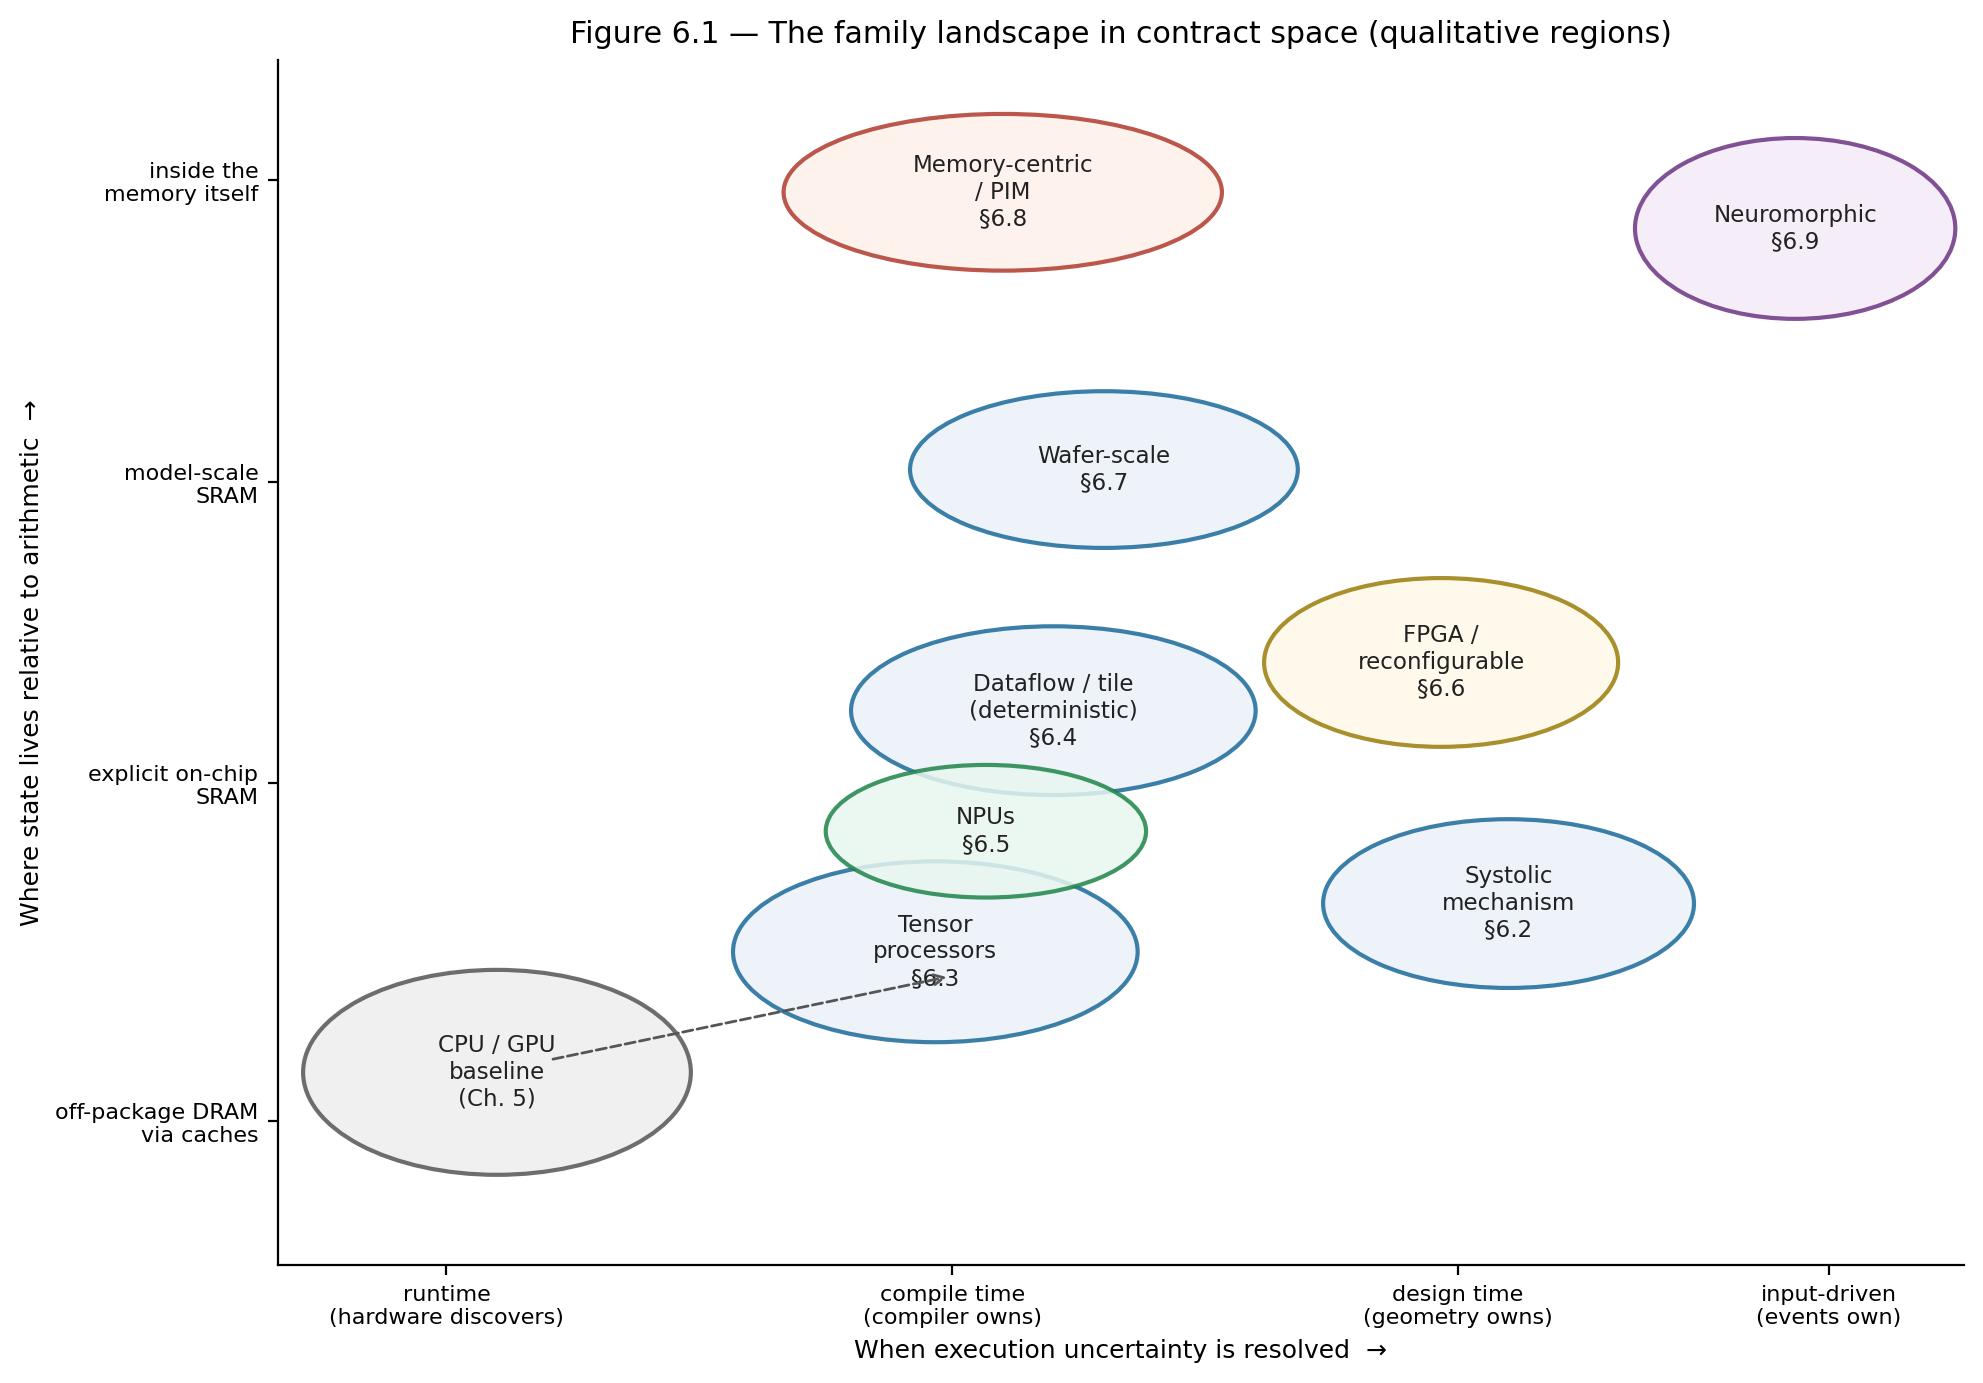 Figure 6.1 — The family landscape in contract space (qualitative regions)
Where state lives relative to arithmetic →
inside the
memory itself
model-scale
SRAM
explicit on-chip
SRAM
off-package DRAM
via caches
Memory-centric
/ PIM
§6.8
Neuromorphic
§6.9
Wafer-scale
§6.7
FPGA /
reconfigurable
§6.6
Dataflow / tile
(deterministic)
§6.4
NPUs
§6.5
Systolic
mechanism
§6.2
Tensor
processors
§6.3
CPU / GPU
baseline
(Ch. 5)
runtime
(hardware discovers)
compile time
(compiler owns)
design time
(geometry owns)
input-driven
(events own)
When execution uncertainty is resolved →